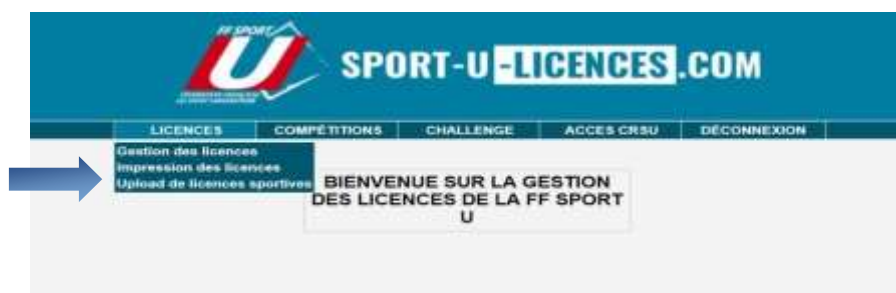 FF SPORT
U
SPORT-U-LICENCES.COM
LICENCES COMPÉTITIONS CHALLENGE ACCES CRSU DÉCONNEXION
Gestion des licences
Impression des licences
Upload de licences sportives
BIENVENUE SUR LA GESTION
DES LICENCES DE LA FF SPORT
U